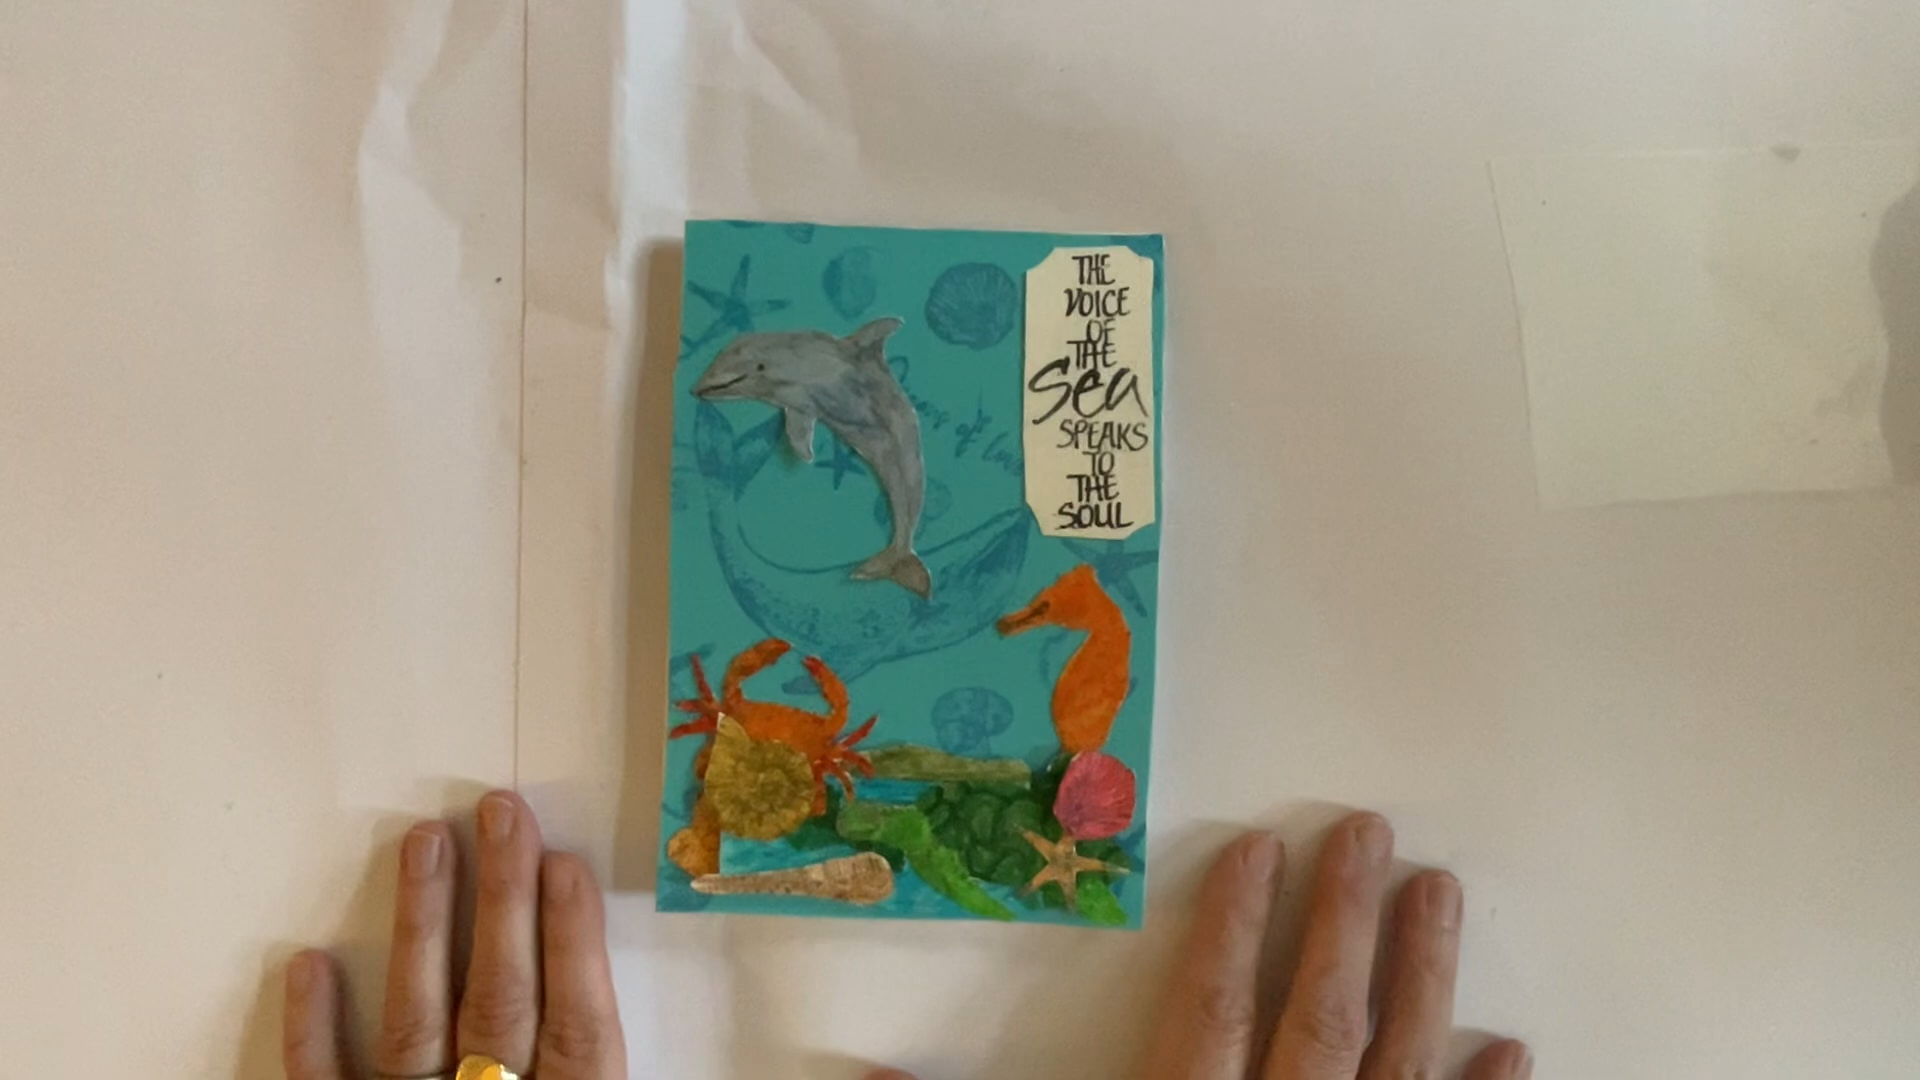 THE
VOICE
OF
THE
Sea
SPEAKS
TO
THE
SOUL